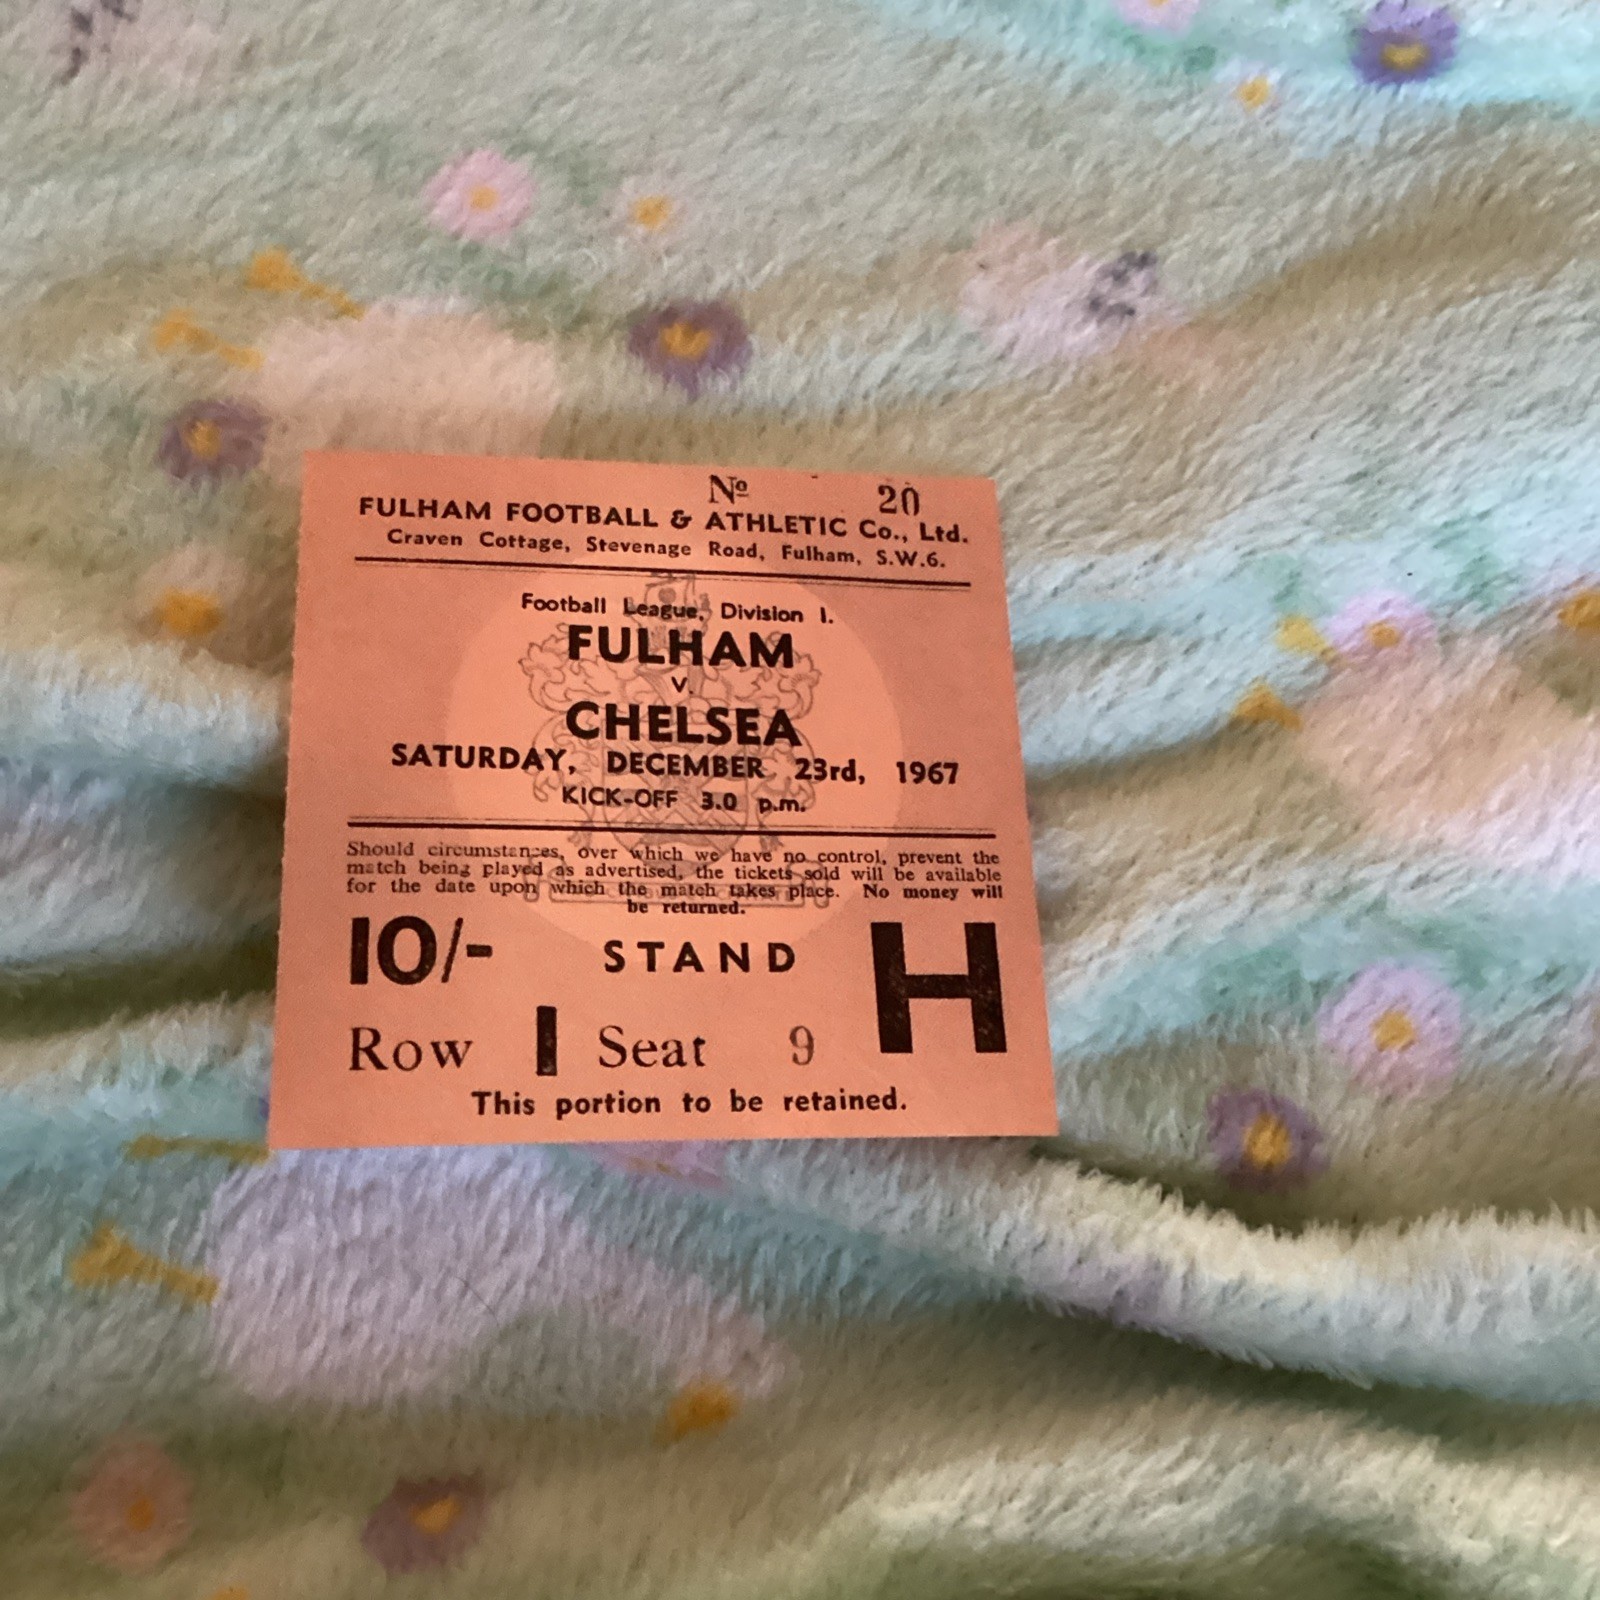 Nº 20
FULHAM FOOTBALL & ATHLETIC Co., Ltd.
Craven Cottage, Stevenage Road, Fulham, S.W.6.
Football League, Division 1.
FULHAM
v.
CHELSEA
SATURDAY, DECEMBER 23rd, 1967
KICK-OFF 3.0 p.m.
Should circumstances, over which we have no control, prevent the
match being played as advertised, the tickets sold will be available
for the date upon which the match takes place. No money will
be returned.
10/- STAND H
Row I Seat 9
This portion to be retained.